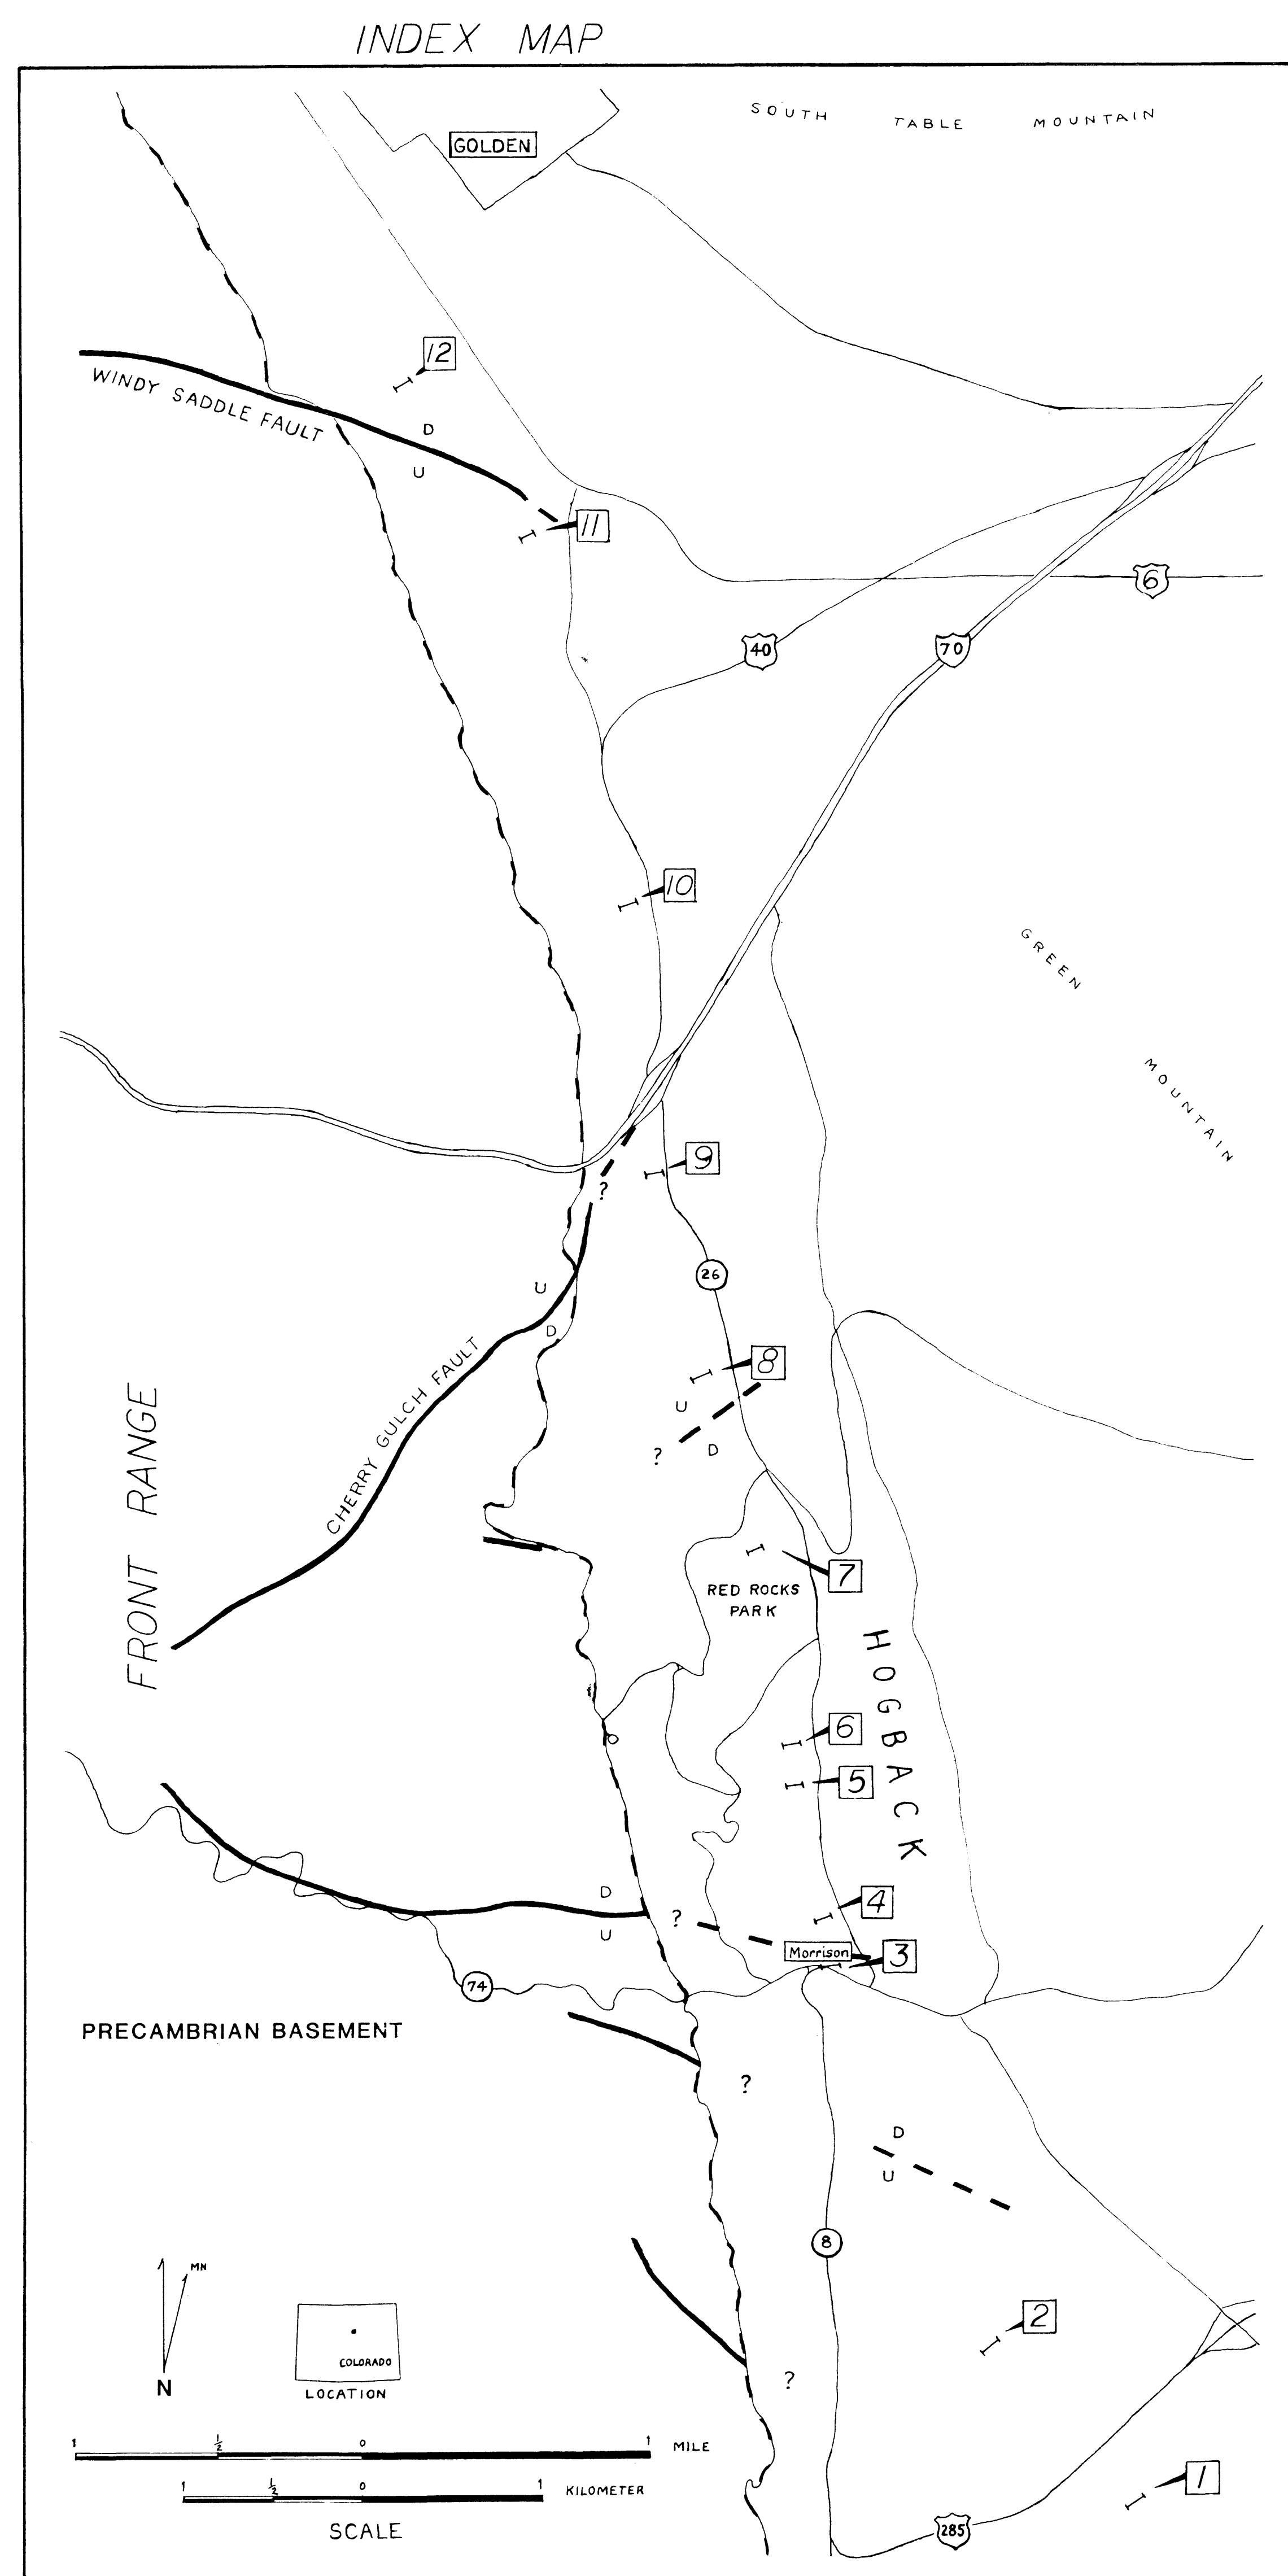 INDEX MAP
SOUTH TABLE MOUNTAIN
GOLDEN
12
WINDY SADDLE FAULT
D
U
11
6
40
70
10
GREEN
MOUNTAIN
9
?
26
U
D
8
U
?
D
CHERRY GULCH FAULT
FRONT RANGE
7
RED ROCKS
PARK
HOGBACK
6
5
4
D
?
U
Morrison
3
74
PRECAMBRIAN BASEMENT
?
D
U
8
MN
N
COLORADO
LOCATION
2
?
1 ½ 0 1 MILE
1 ½ 0 1 KILOMETER
SCALE
1
285